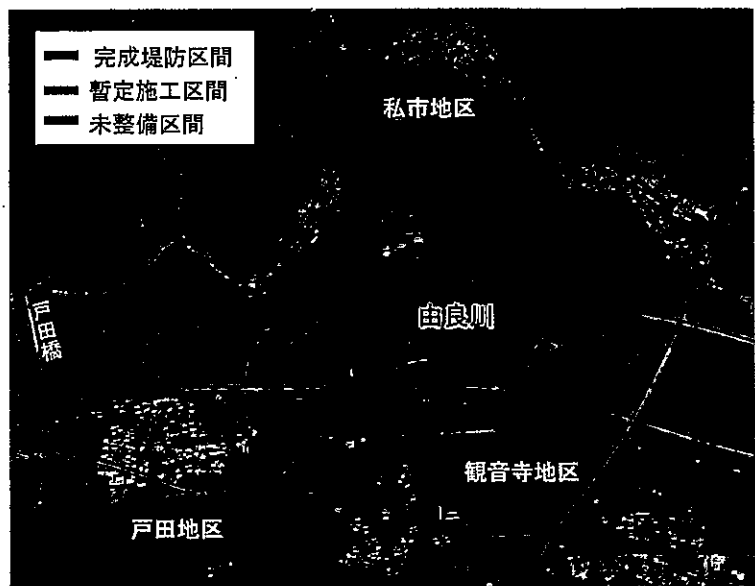 完成堤防区間
暫定施工区間
未整備区間
私市地区
由良川
戸田橋
観音寺地区
戸田地区